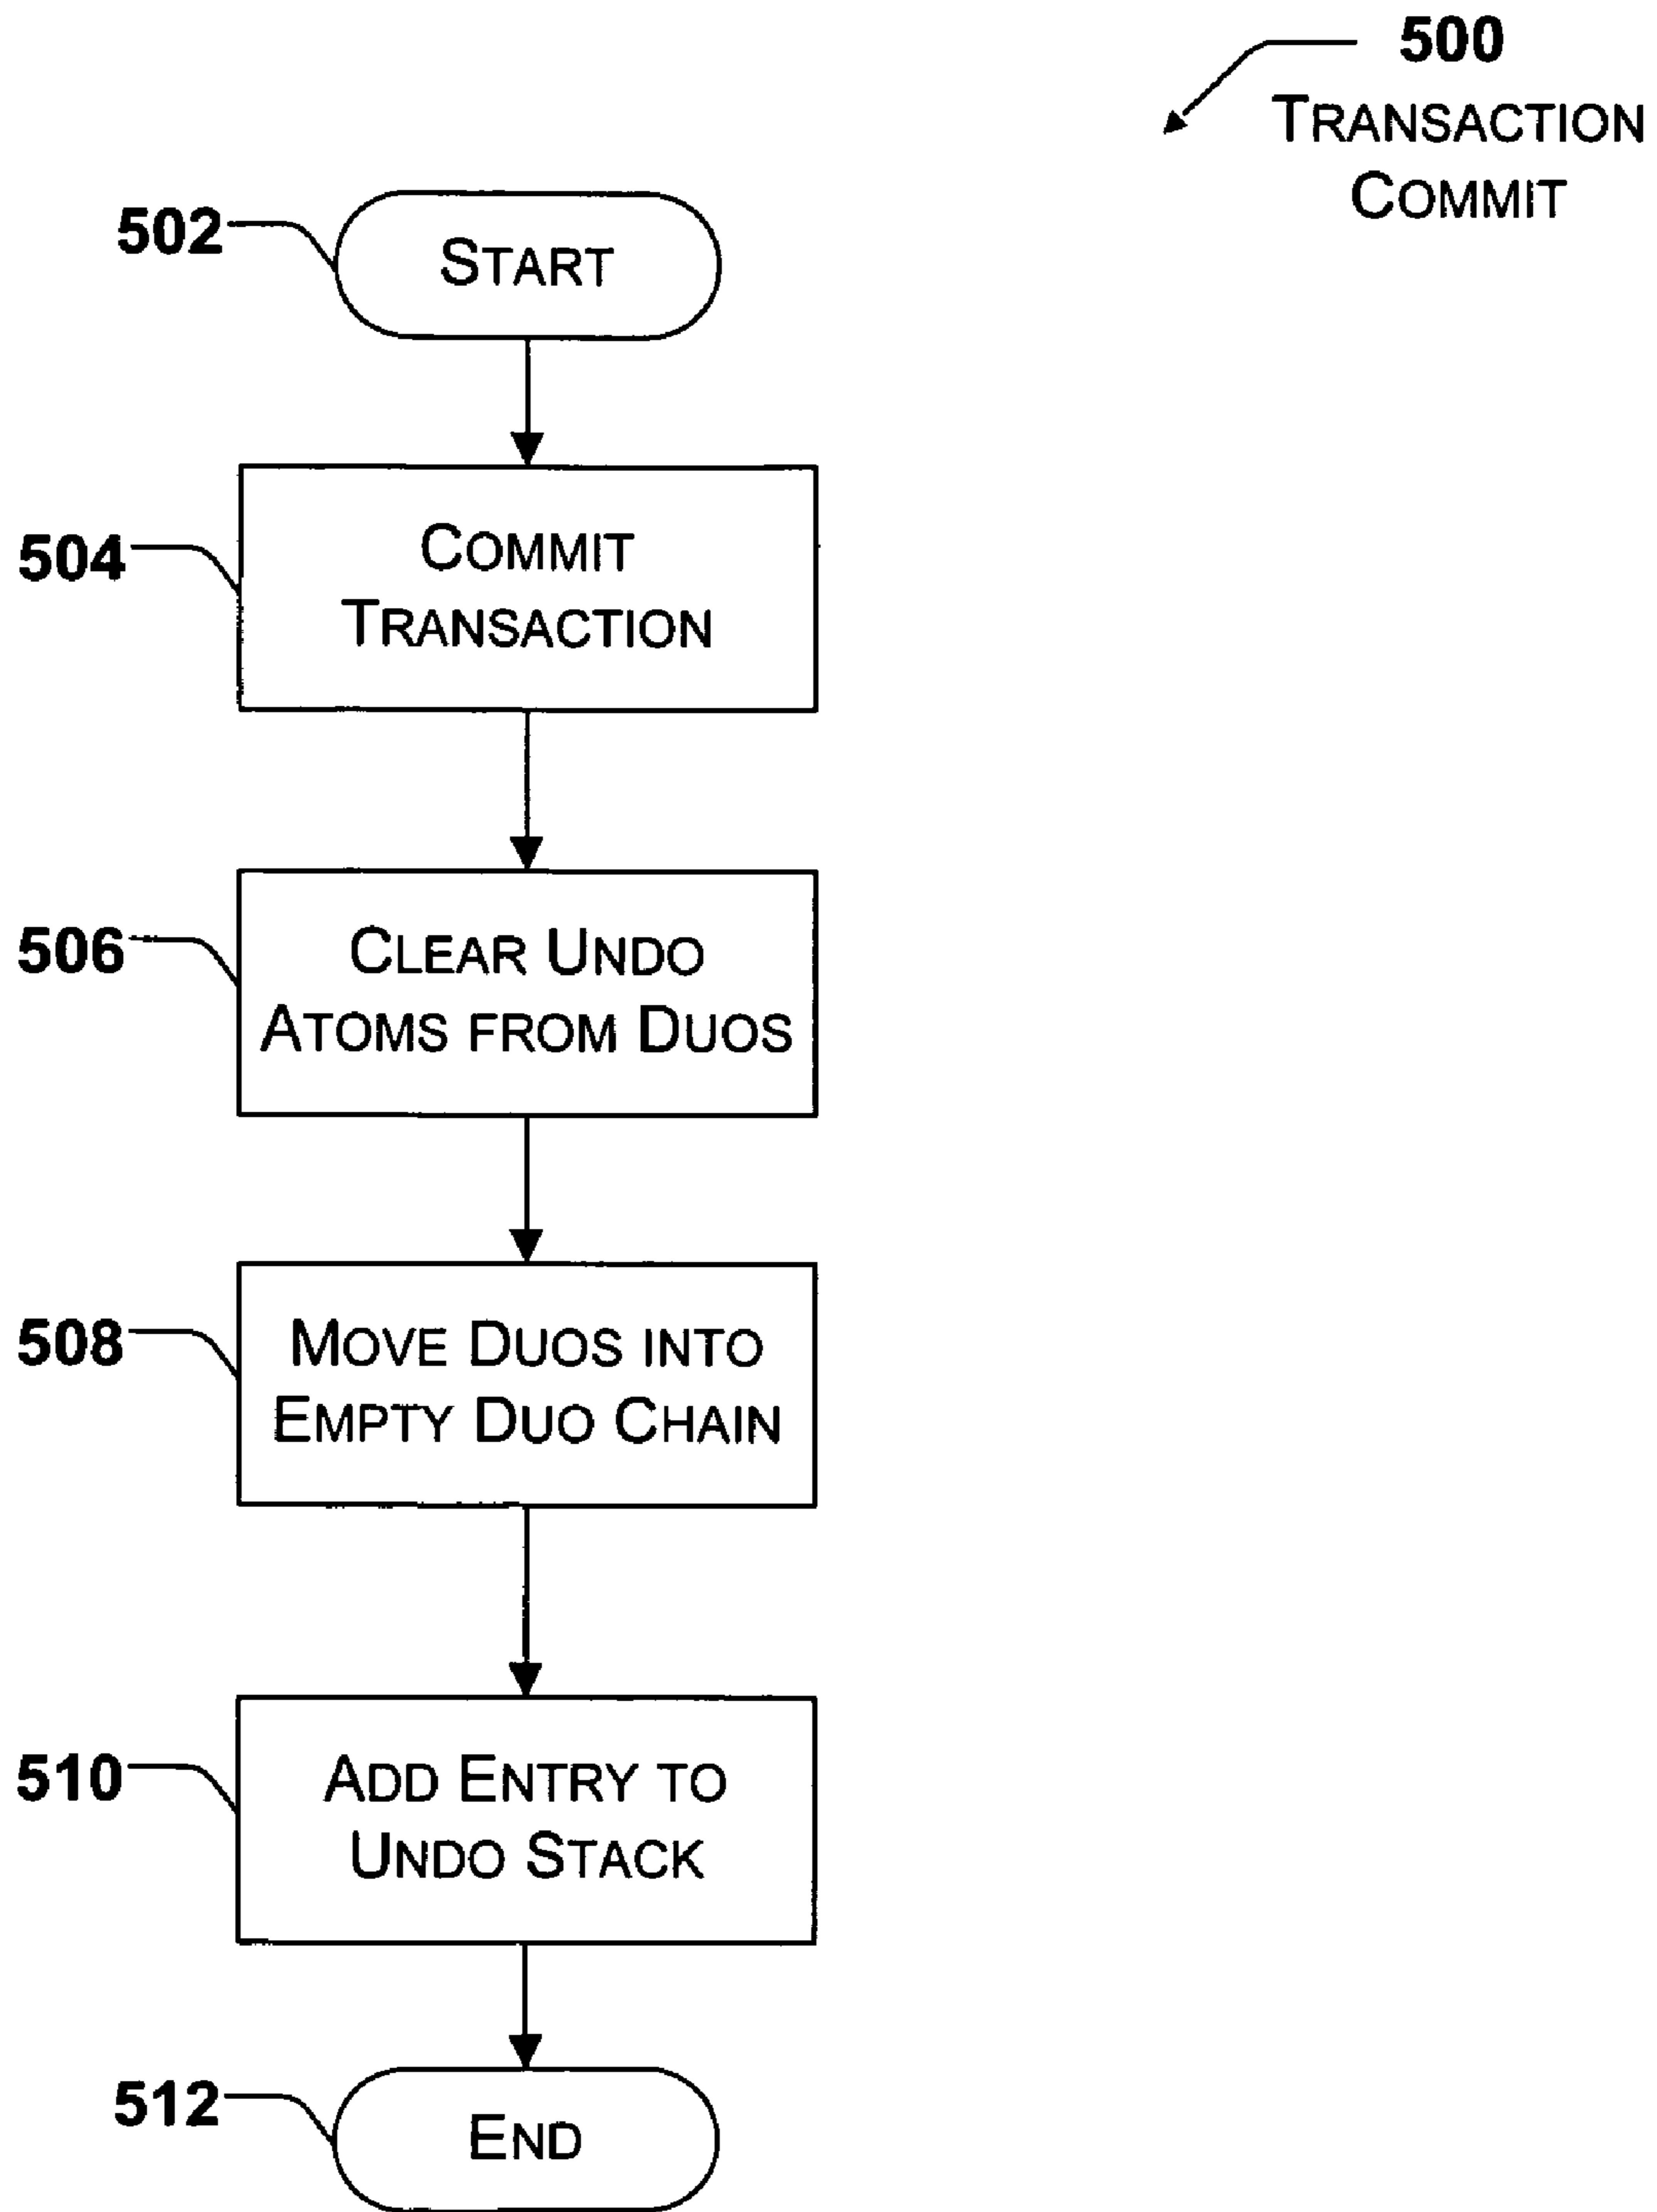 500
TRANSACTION
COMMIT
502
START
504
COMMIT
TRANSACTION
506
CLEAR UNDO
ATOMS FROM DUOS
508
MOVE DUOS INTO
EMPTY DUO CHAIN
510
ADD ENTRY TO
UNDO STACK
512
END